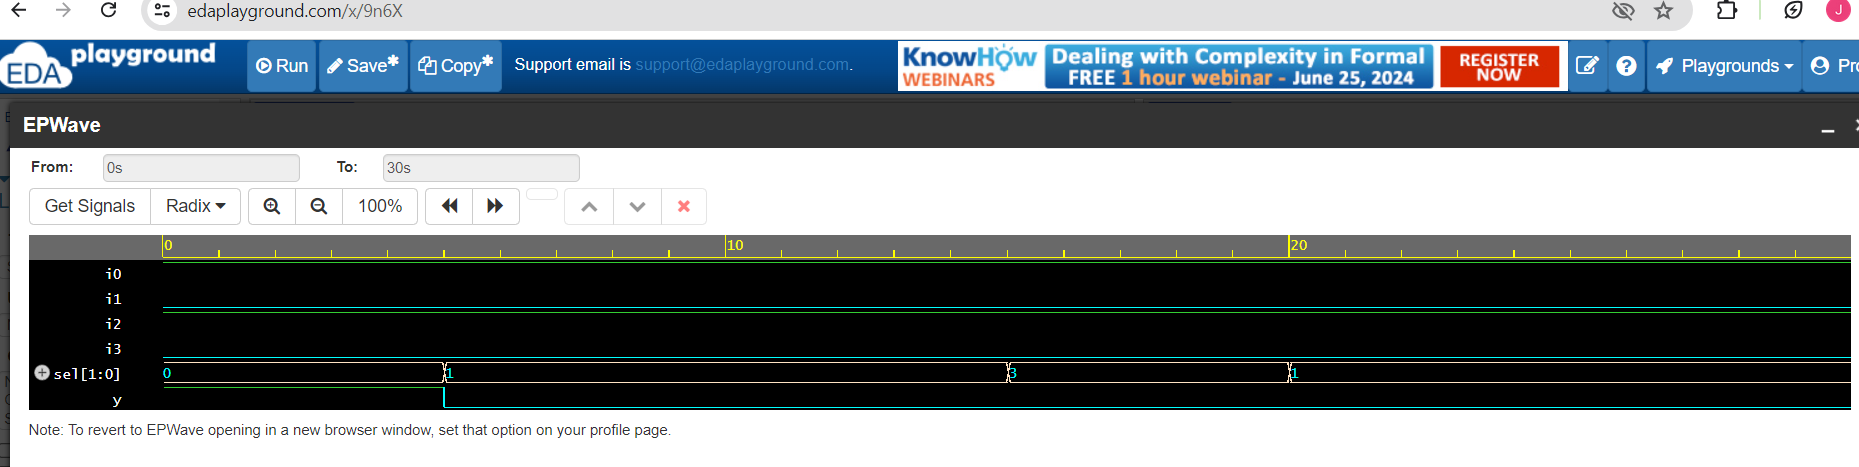 edaplayground.com/x/9n6X
J
EDA playground
Run
Save*
Copy*
Support email is support@edaplayground.com.
KnowHow WEBINARS
Dealing with Complexity in Formal
FREE 1 hour webinar - June 25, 2024
REGISTER NOW
Playgrounds
EPWave
From: 0s To: 30s
Get Signals Radix 100%
0 10 20
i0
i1
i2
i3
sel[1:0] 0 1 3 1
y
Note: To revert to EPWave opening in a new browser window, set that option on your profile page.